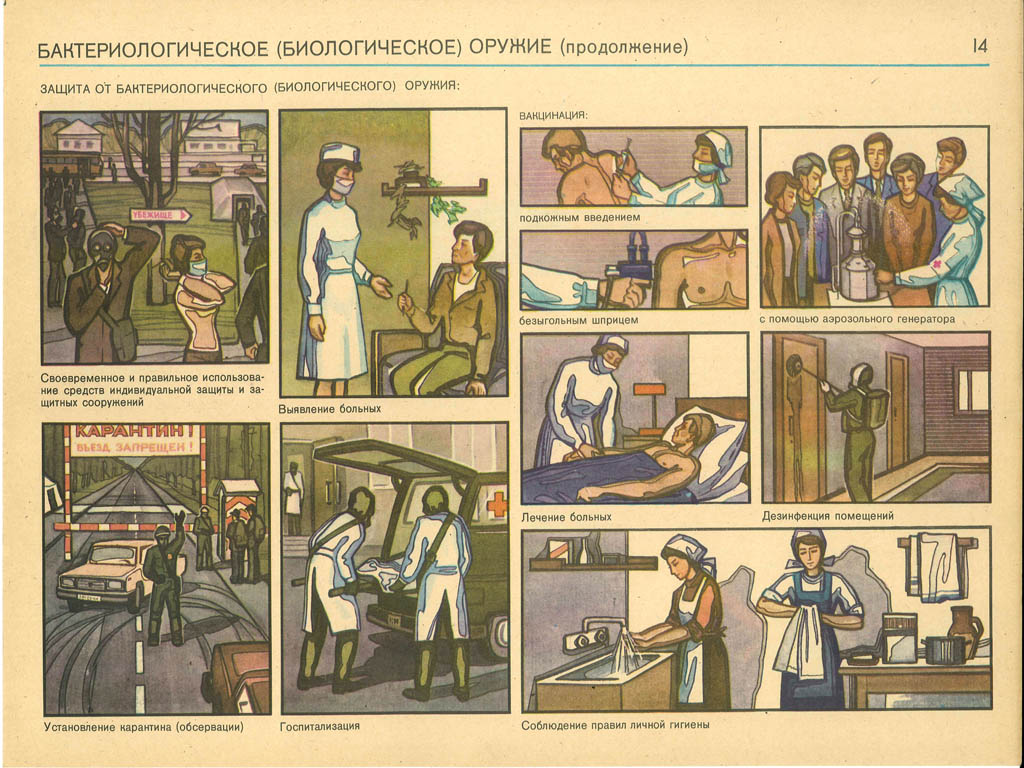 БАКТЕРИОЛОГИЧЕСКОЕ (БИОЛОГИЧЕСКОЕ) ОРУЖИЕ (продолжение)
14
ЗАЩИТА ОТ БАКТЕРИОЛОГИЧЕСКОГО (БИОЛОГИЧЕСКОГО) ОРУЖИЯ:
УБЕЖИЩЕ
Своевременное и правильное использова-
ние средств индивидуальной защиты и за-
щитных сооружений
Выявление больных
ВАКЦИНАЦИЯ:
подкожным введением
безыгольным шприцем
с помощью аэрозольного генератора
Лечение больных
Дезинфекция помещений
КАРАНТИН!
ВЪЕЗД ЗАПРЕЩЕН!
Установление карантина (обсервации)
Госпитализация
Соблюдение правил личной гигиены